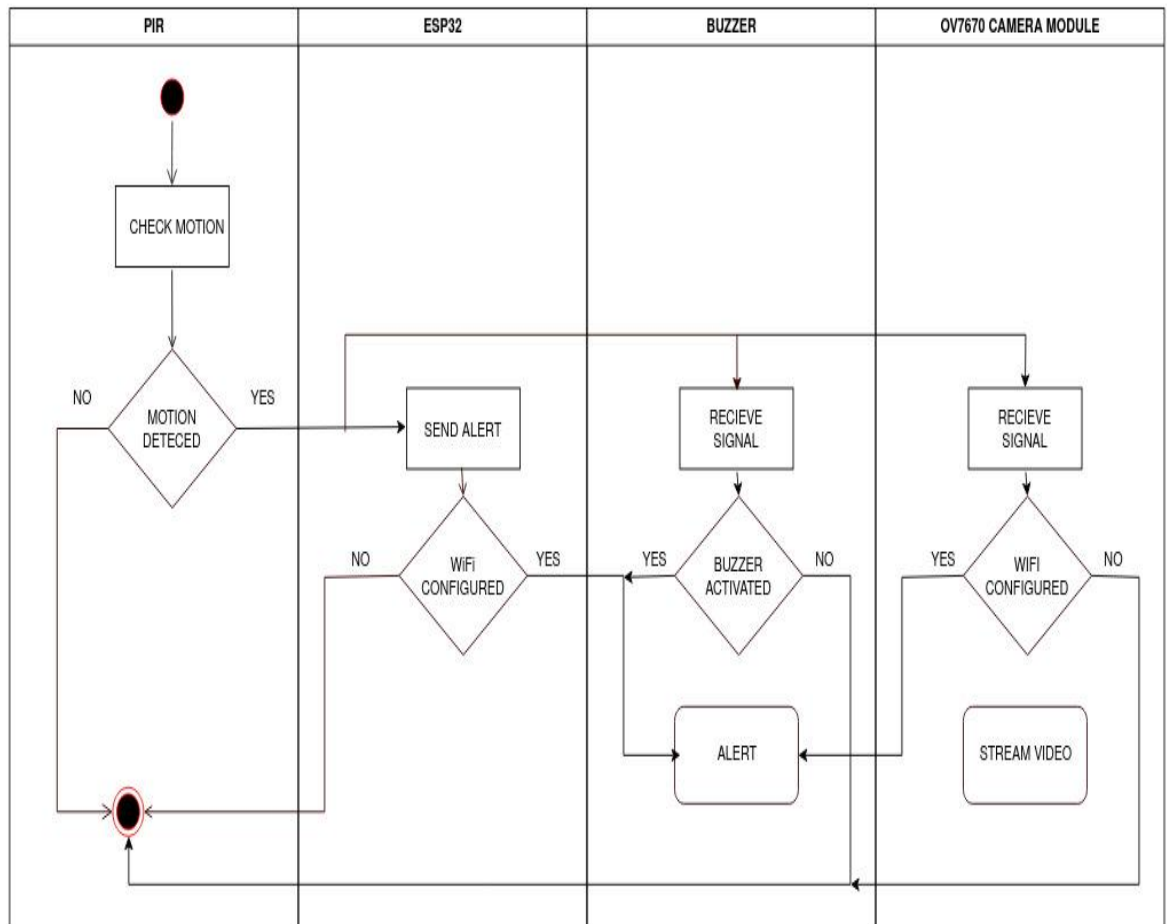 PIR
ESP32
BUZZER
OV7670 CAMERA MODULE
CHECK MOTION
NO
YES
MOTION
DETECED
SEND ALERT
RECIEVE
SIGNAL
RECIEVE
SIGNAL
NO
WiFi
CONFIGURED
YES
YES
BUZZER
ACTIVATED
NO
YES
WIFI
CONFIGURED
NO
ALERT
STREAM VIDEO